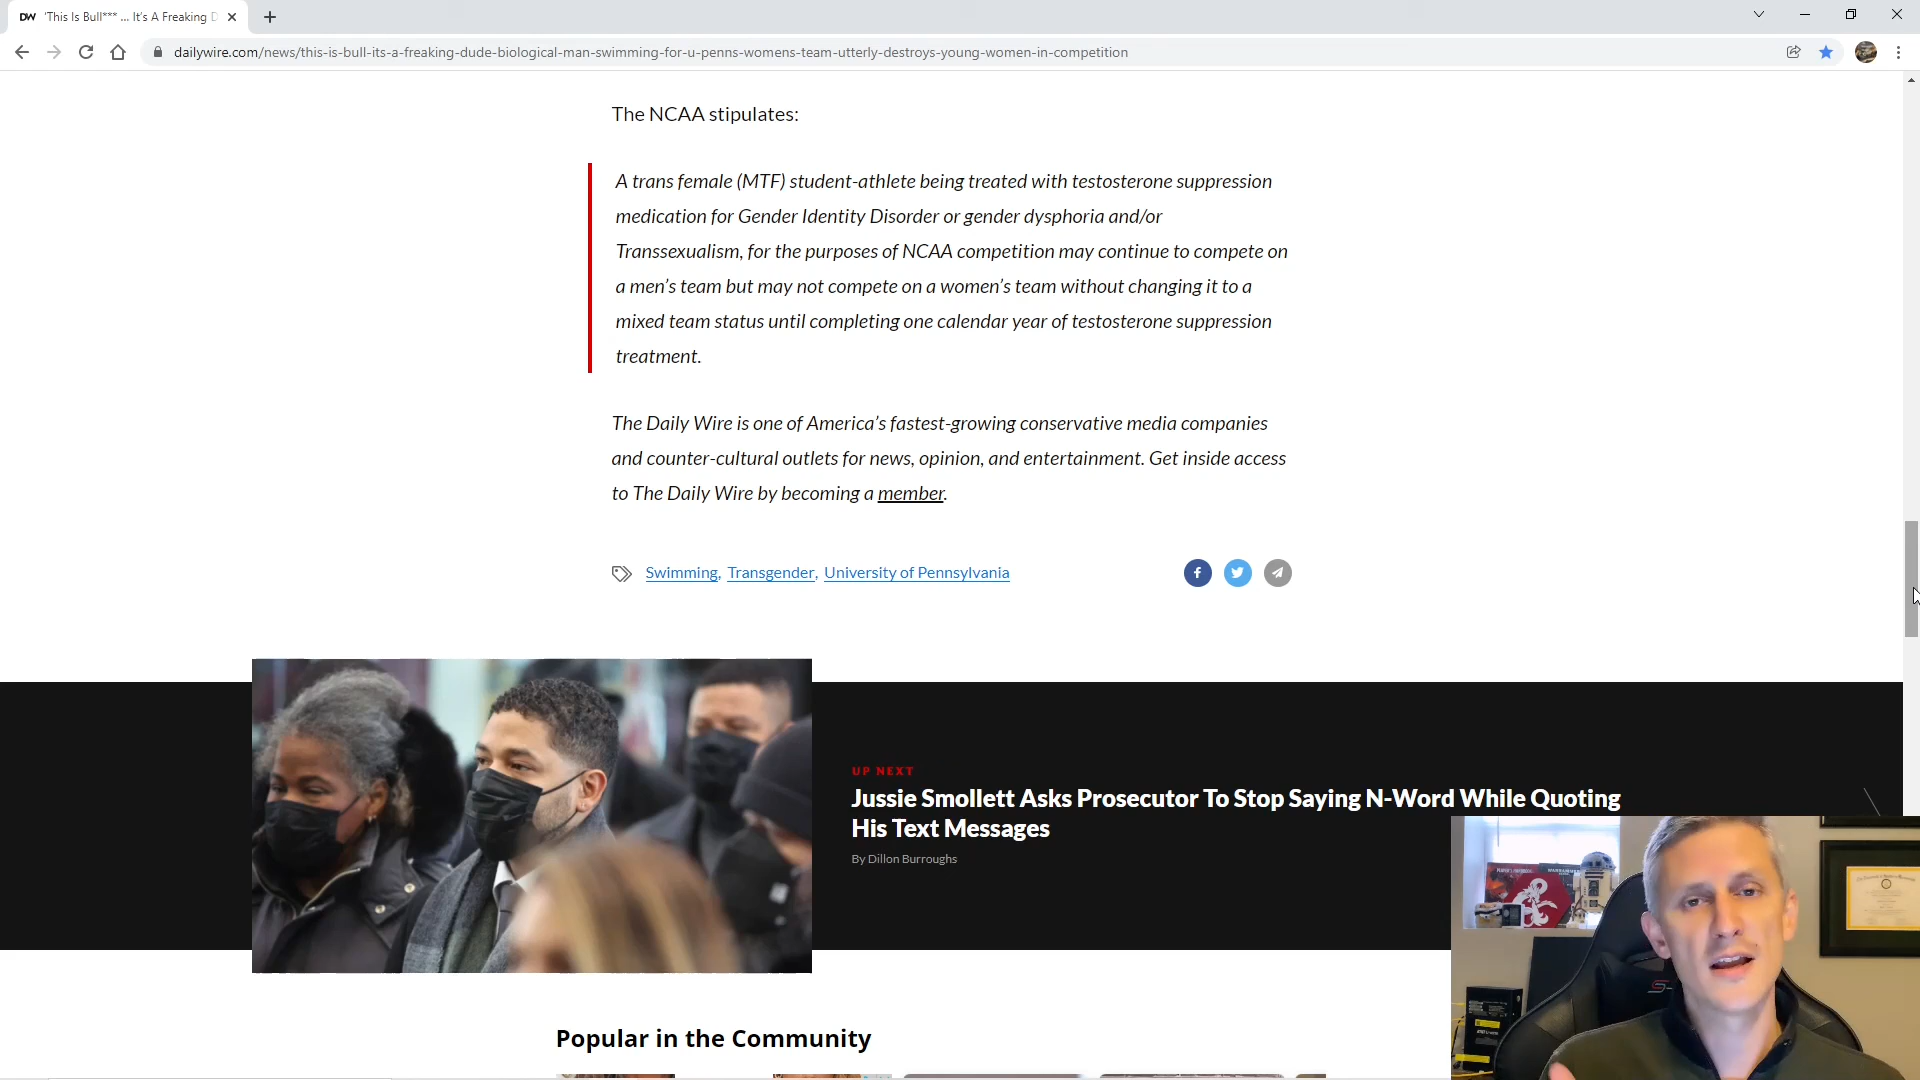 DW 'This Is Bull*** ... It's A Freaking D
dailywire.com/news/this-is-bull-its-a-freaking-dude-biological-man-swimming-for-u-penns-womens-team-utterly-destroys-young-women-in-competition
The NCAA stipulates:
A trans female (MTF) student-athlete being treated with testosterone suppression
medication for Gender Identity Disorder or gender dysphoria and/or
Transsexualism, for the purposes of NCAA competition may continue to compete on
a men's team but may not compete on a women's team without changing it to a
mixed team status until completing one calendar year of testosterone suppression
treatment.
The Daily Wire is one of America's fastest-growing conservative media companies
and counter-cultural outlets for news, opinion, and entertainment. Get inside access
to The Daily Wire by becoming a member.
Swimming, Transgender, University of Pennsylvania
UP NEXT
Jussie Smollett Asks Prosecutor To Stop Saying N-Word While Quoting
His Text Messages
By Dillon Burroughs
Popular in the Community